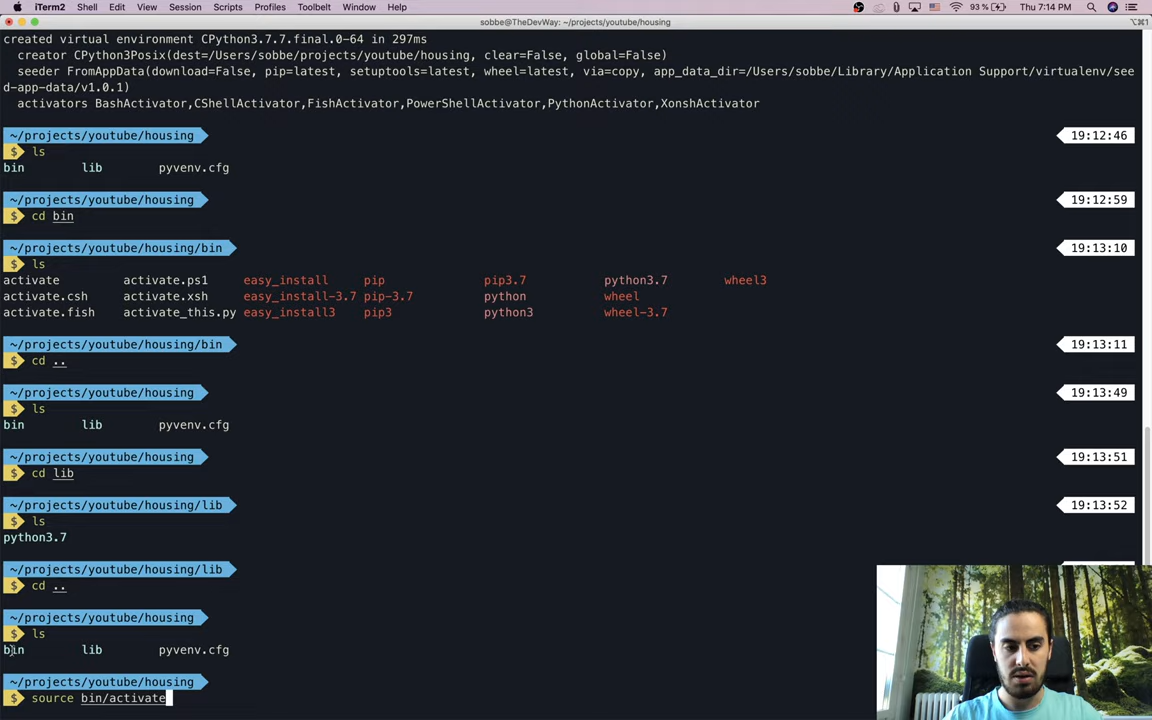 iTerm2 Shell Edit View Session Scripts Profiles Toolbelt Window Help 93% Thu 7:14 PM
sobbe@TheDevWay: ~/projects/youtube/housing ⌥⌘1
created virtual environment CPython3.7.7.final.0-64 in 297ms
creator CPython3Posix(dest=/Users/sobbe/projects/youtube/housing, clear=False, global=False)
seeder FromAppData(download=False, pip=latest, setuptools=latest, wheel=latest, via=copy, app_data_dir=/Users/sobbe/Library/Application Support/virtualenv/see
d-app-data/v1.0.1)
activators BashActivator,CShellActivator,FishActivator,PowerShellActivator,PythonActivator,XonshActivator
~/projects/youtube/housing 19:12:46
$ ls
bin lib pyvenv.cfg
~/projects/youtube/housing 19:12:59
$ cd bin
~/projects/youtube/housing/bin 19:13:10
$ ls
activate activate.ps1 easy_install pip pip3.7 python3.7 wheel3
activate.csh activate.xsh easy_install-3.7 pip-3.7 python wheel
activate.fish activate_this.py easy_install3 pip3 python3 wheel-3.7
~/projects/youtube/housing/bin 19:13:11
$ cd ..
~/projects/youtube/housing 19:13:49
$ ls
bin lib pyvenv.cfg
~/projects/youtube/housing 19:13:51
$ cd lib
~/projects/youtube/housing/lib 19:13:52
$ ls
python3.7
~/projects/youtube/housing/lib
$ cd ..
~/projects/youtube/housing
$ ls
bin lib pyvenv.cfg
~/projects/youtube/housing
$ source bin/activate